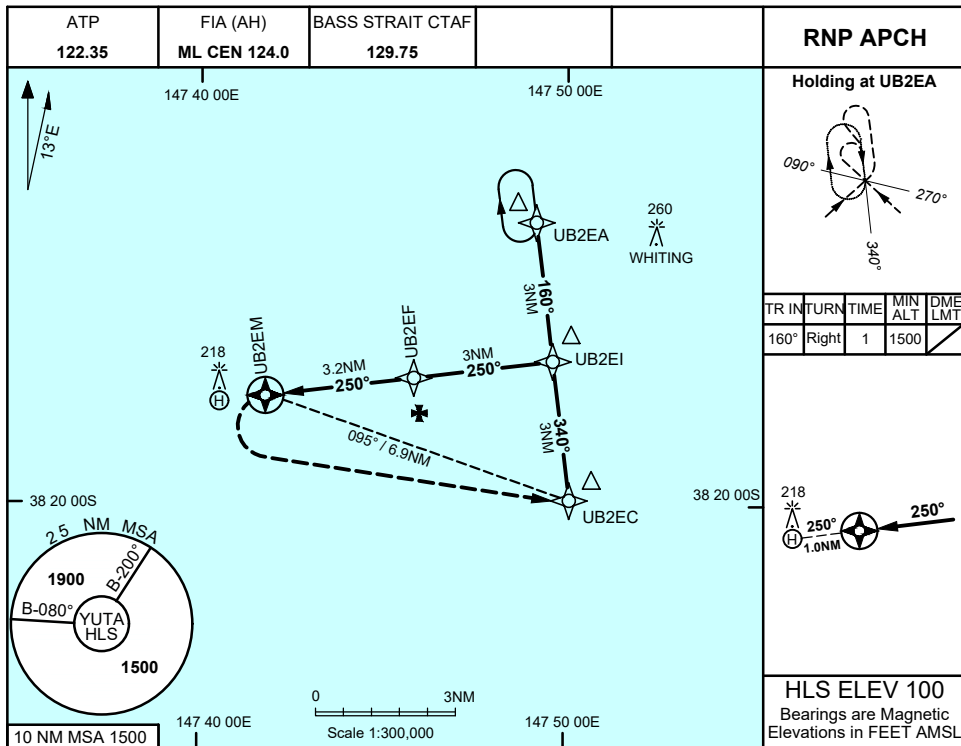 ATP
122.35
FIA (AH)
ML CEN 124.0
BASS STRAIT CTAF
129.75
RNP APCH
147 40 00E
147 50 00E
13°E
UB2EA
260
WHITING
160°
3NM
UB2EM
UB2EF
218
H
3.2NM
250°
3NM
250°
UB2EI
340°
3NM
095° / 6.9NM
38 20 00S
38 20 00S
UB2EC
25 NM MSA
1900
B-200°
B-080°
YUTA
HLS
1500
10 NM MSA 1500
147 40 00E
147 50 00E
0
3NM
Scale 1:300,000
Holding at UB2EA
090°
270°
340°
TR IN
TURN
TIME
MIN
ALT
DME
LMT
160°
Right
1
1500
218
H
250°
1.0NM
250°
HLS ELEV 100
Bearings are Magnetic
Elevations in FEET AMSL